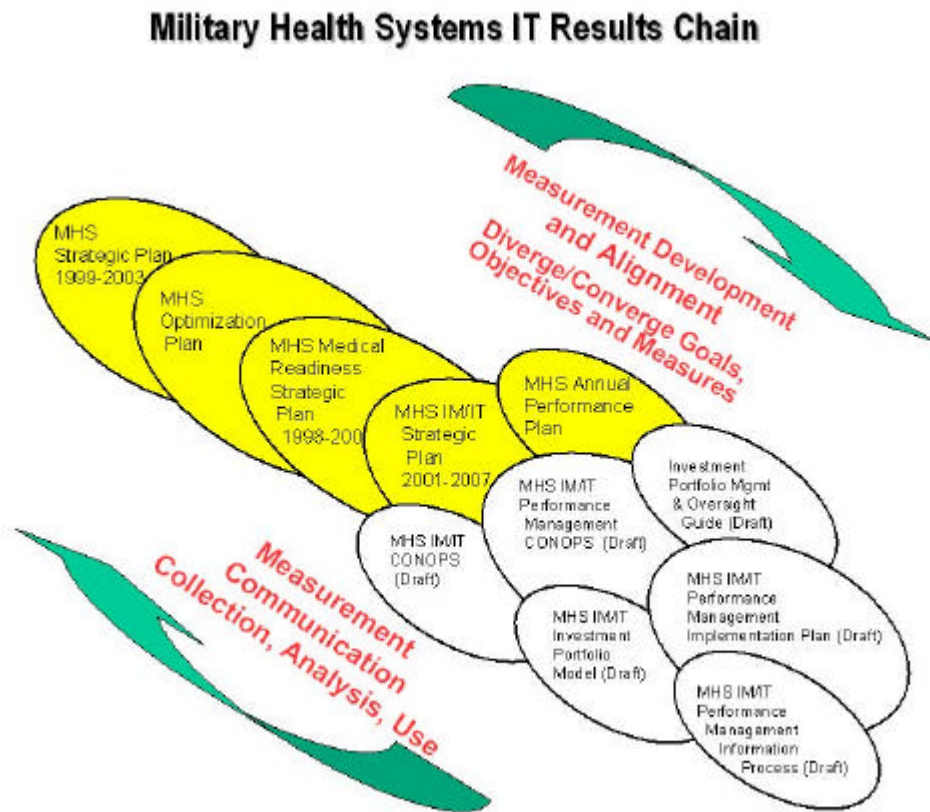 Military Health Systems IT Results Chain
Measurement Development
and Alignment
Diverge/Converge Goals,
Objectives and Measures
MHS
Strategic Plan
1999-2003
MHS
Optimization
Plan
MHS Medical
Readiness
Strategic
Plan
1998-200
MHS IM/IT
Strategic
Plan
2001-2007
MHS Annual
Performance
Plan
MHS IM/IT
CONOPS
(Draft)
MHS IM/IT
Performance
Management
CONOPS (Draft)
Investment
Portfolio Mgmt
& Oversight
Guide (Draft)
MHS IM/IT
Investment
Portfolio
Model (Draft)
MHS IM/IT
Performance
Management
Implementation Plan (Draft)
MHS IM/IT
Performance
Management
Information
Process (Draft)
Measurement
Communication
Collection, Analysis, Use